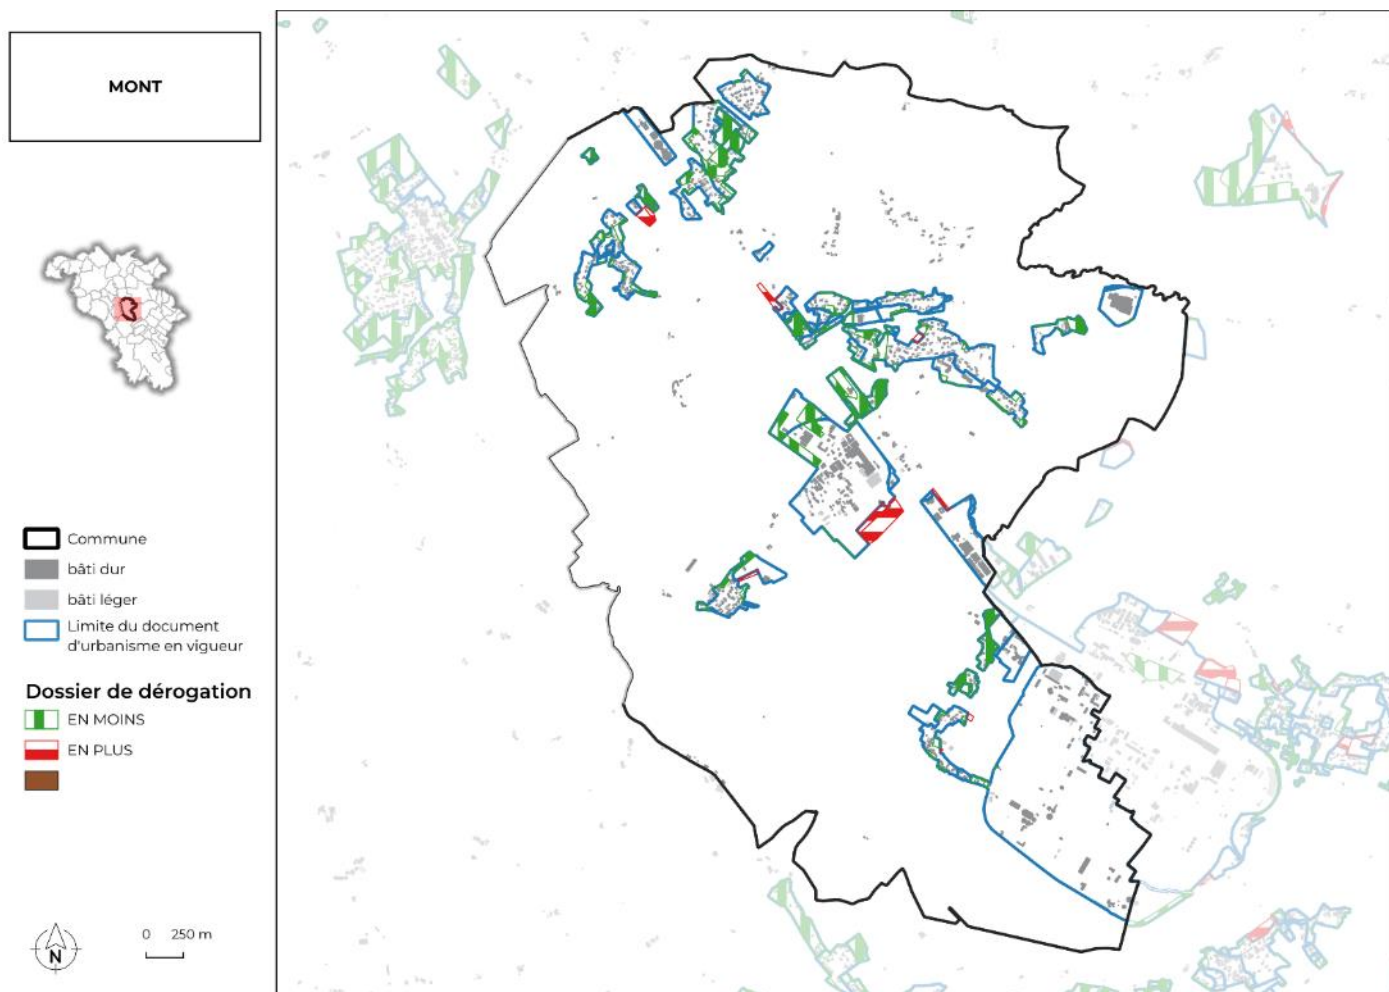 MONT
Commune
bâti dur
bâti léger
Limite du document
d'urbanisme en vigueur
Dossier de dérogation
EN MOINS
EN PLUS
N
0 250 m